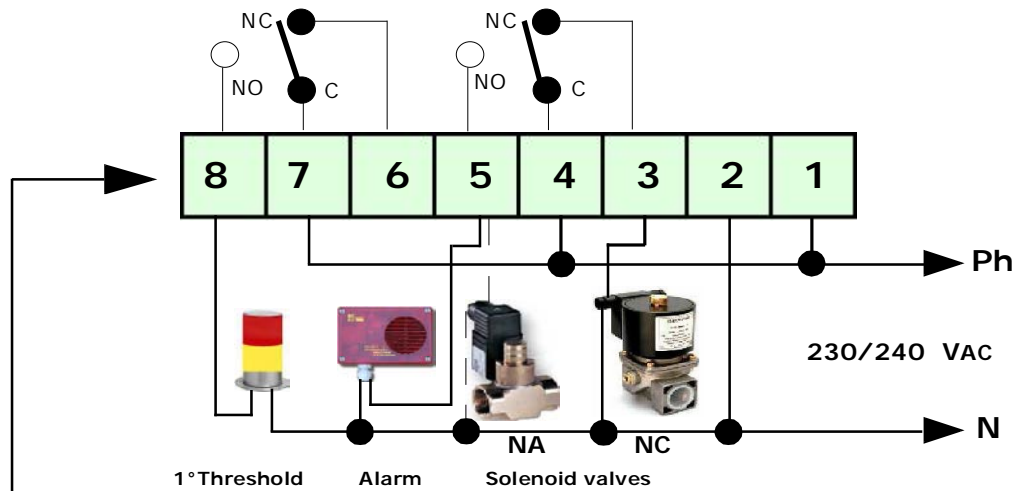 NC NC
NO C NO C
8 7 6 5 4 3 2 1
Ph
230/240 VAC
N
NA NC
1°Threshold Alarm Solenoid valves